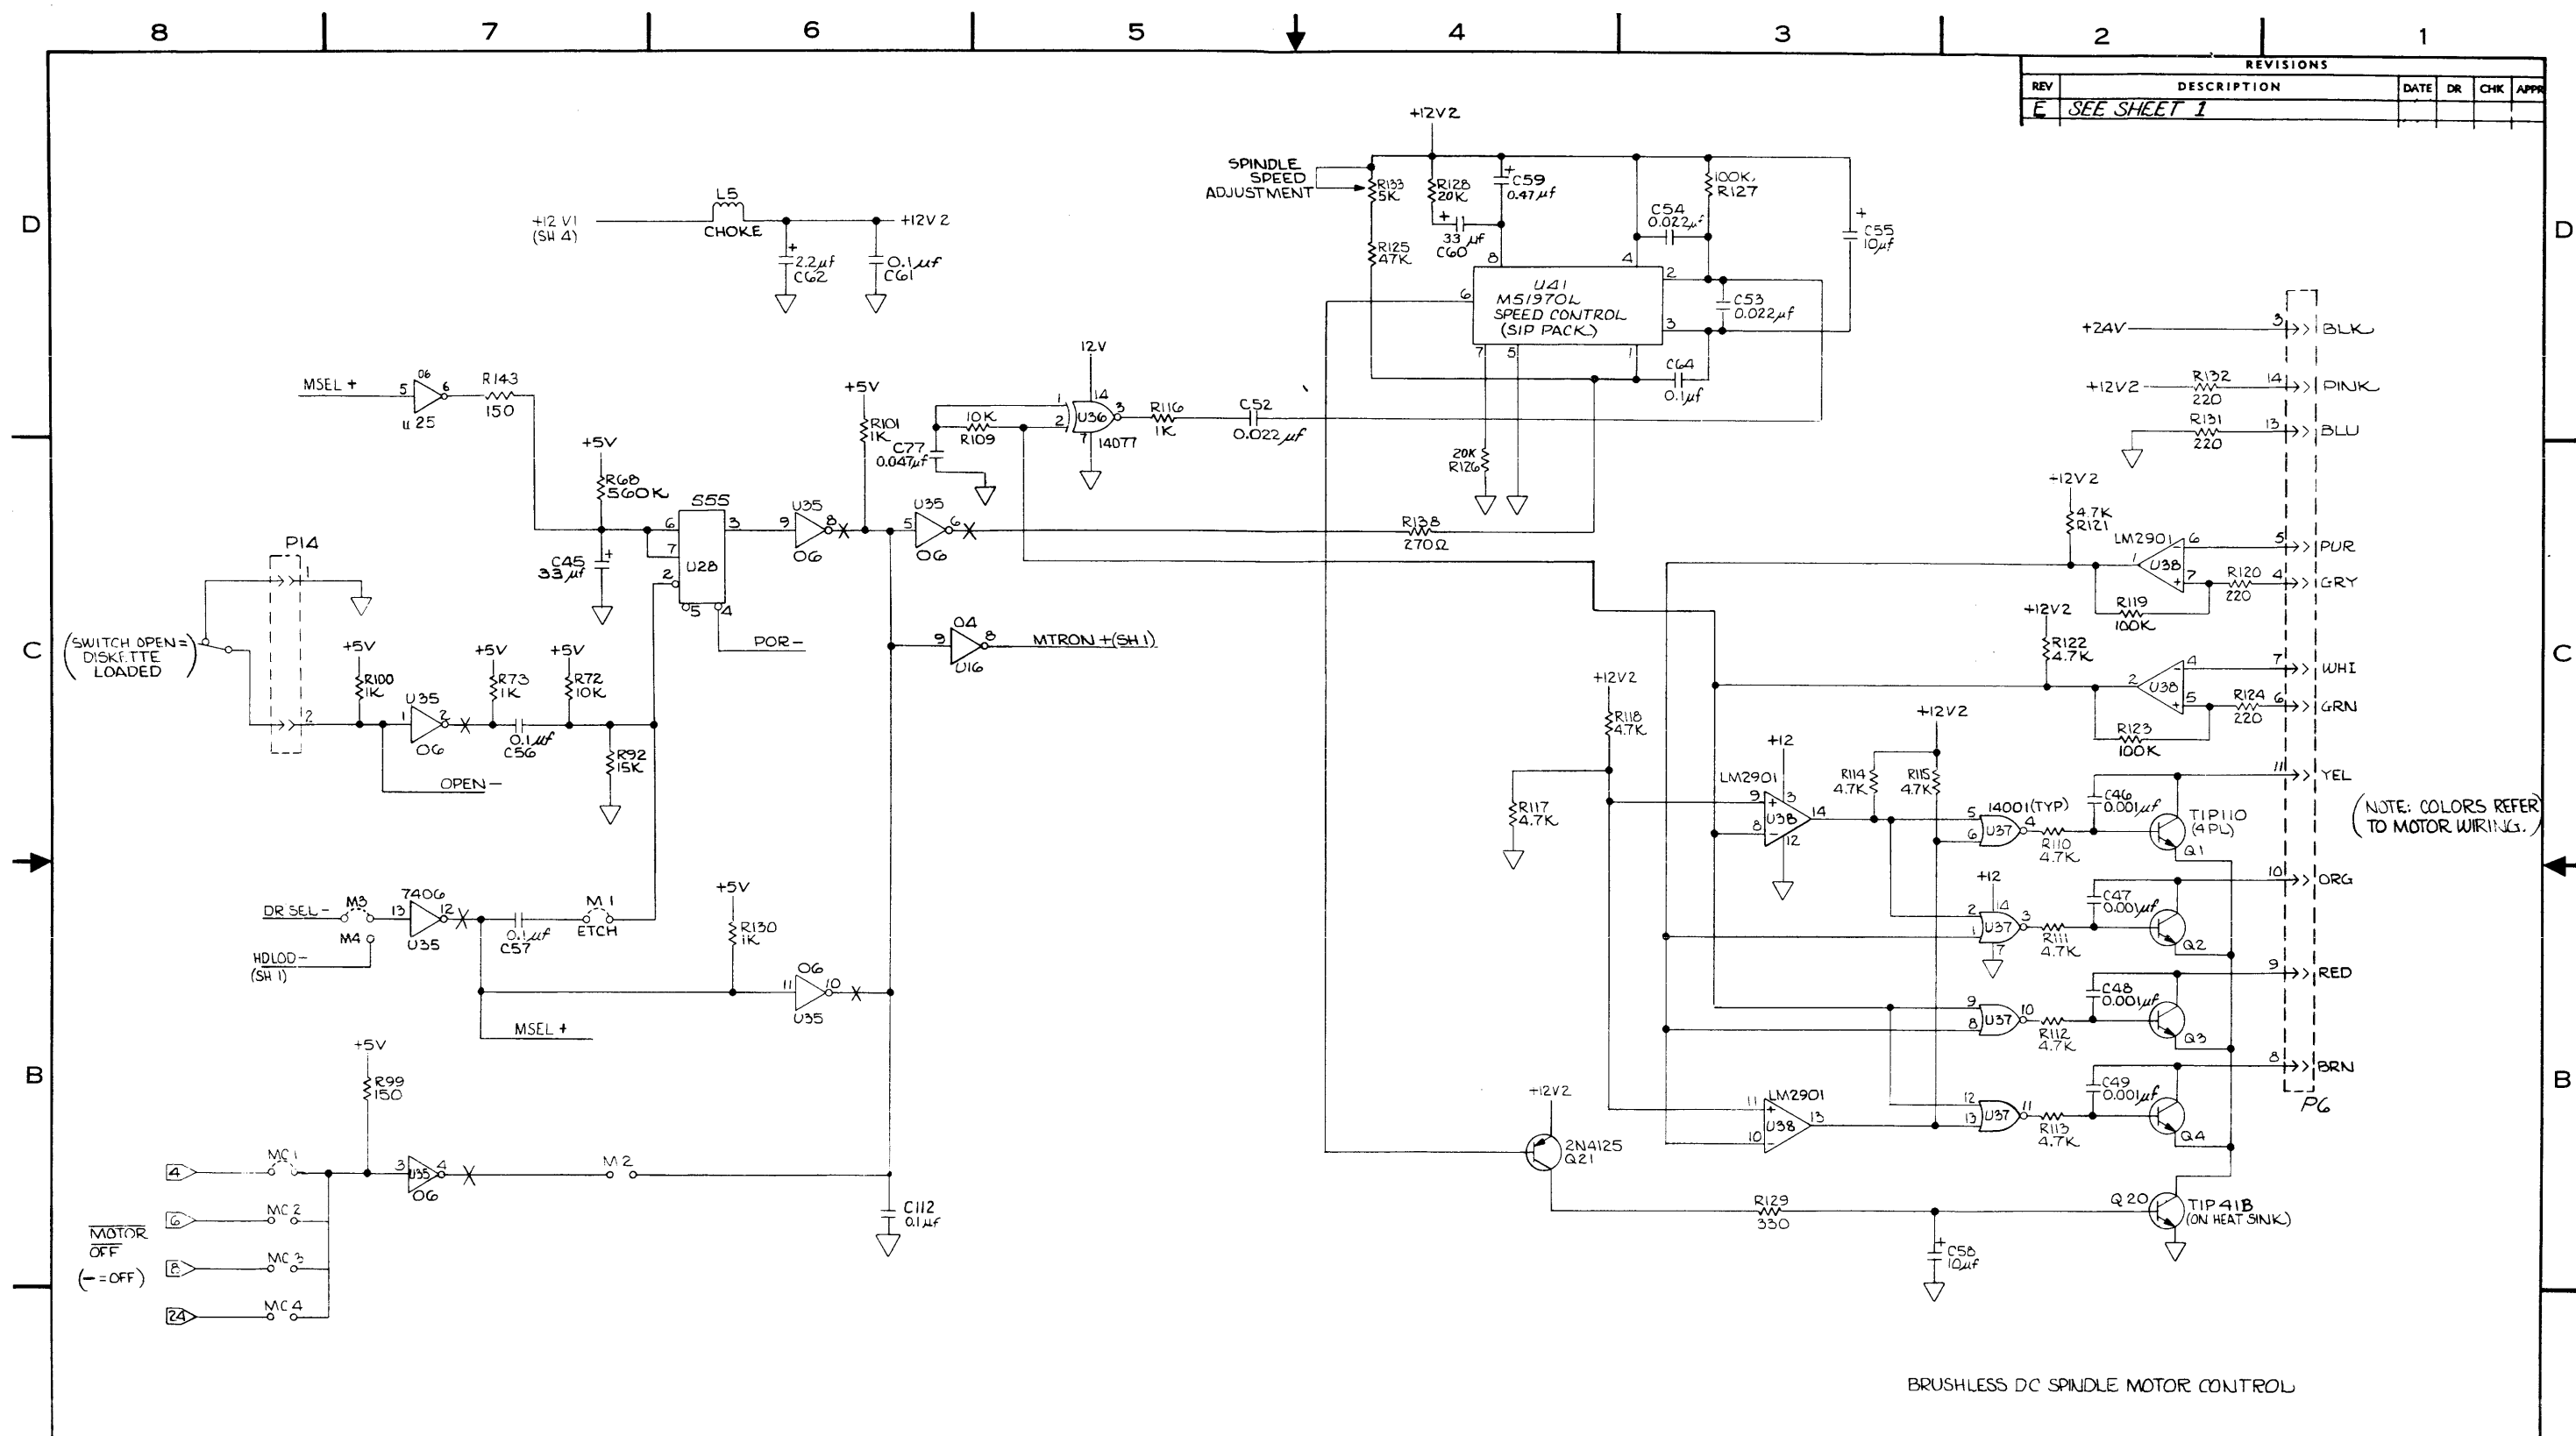 8 7 6 5 4 3 2 1
REVISIONS
REV DESCRIPTION DATE DR CHK APPR
E SEE SHEET 1
D
D
C
C
B
B
+12 V1
(SH 4)
L5
CHOKE
+12V2
+
2.2µf
C62
0.1µf
C61
SPINDLE
SPEED
ADJUSTMENT
+12V2
R133
5K
R128
20K
+
C59
0.47µf
100K
R127
C54
0.022µf
+
C55
10µf
R125
47K
+
33 µf
C60
8
4
6
2
3
7
5
1
U41
M51970L
SPEED CONTROL
(SIP PACK)
C53
0.022µf
C64
0.1µf
20K
R126
MSEL +
5
06
6
U25
R143
150
+5V
R68
560K
C45
+
33 µf
S55
6
7
2
3
5
4
U28
POR-
9
U35
8
06
+5V
R101
1K
5
U35
6
06
C77
0.047µf
10K
R109
12V
1
2
14
U36
3
7
14077
R116
1K
C52
0.022 µf
R138
270Ω
9
04
8
U16
MTRON +(SH 1)
P14
1
2
(SWITCH OPEN=
DISKETTE
LOADED)
+5V
R100
1K
1
U35
2
06
OPEN-
+5V
R73
1K
0.1µf
C56
+5V
R72
10K
R92
15K
DR SEL-
M3
M4
HDLOD-
(SH 1)
7406
13
12
U35
0.1µf
C57
M1
ETCH
+5V
R130
1K
11
06
10
U35
MSEL +
+5V
R99
150
4
MC1
6
MC2
8
MC3
24
MC4
MOTOR
OFF
(-=OFF)
3
U35
4
06
M2
C112
0.1µf
+24V
3
BLK
+12V2
R132
220
14
PINK
R131
220
13
BLU
+12V2
4.7K
R121
LM2901
1
U38
6
7
-
+
5
PUR
R120
220
4
GRY
R119
100K
+12V2
R122
4.7K
2
U38
4
5
-
+
7
WHI
R124
220
6
GRN
R123
100K
+12V2
R118
4.7K
R117
4.7K
+12
LM2901
9
8
+
-
3
U38
14
12
R114
4.7K
+12V2
R115
4.7K
14001(TYP)
5
6
U37
4
R110
4.7K
C46
0.001µf
TIP110
(4PL)
Q1
11
YEL
(NOTE: COLORS REFER
TO MOTOR WIRING.)
+12
2
1
14
U37
3
7
R111
4.7K
C47
0.001µf
Q2
10
ORG
9
8
U37
10
R112
4.7K
C48
0.001µf
Q3
9
RED
12
13
U37
11
R113
4.7K
C49
0.001µf
Q4
8
BRN
P6
LM2901
11
10
+
-
U38
13
+12V2
2N4125
Q21
R129
330
+
C58
10µf
Q20
TIP41B
(ON HEAT SINK)
BRUSHLESS DC SPINDLE MOTOR CONTROL